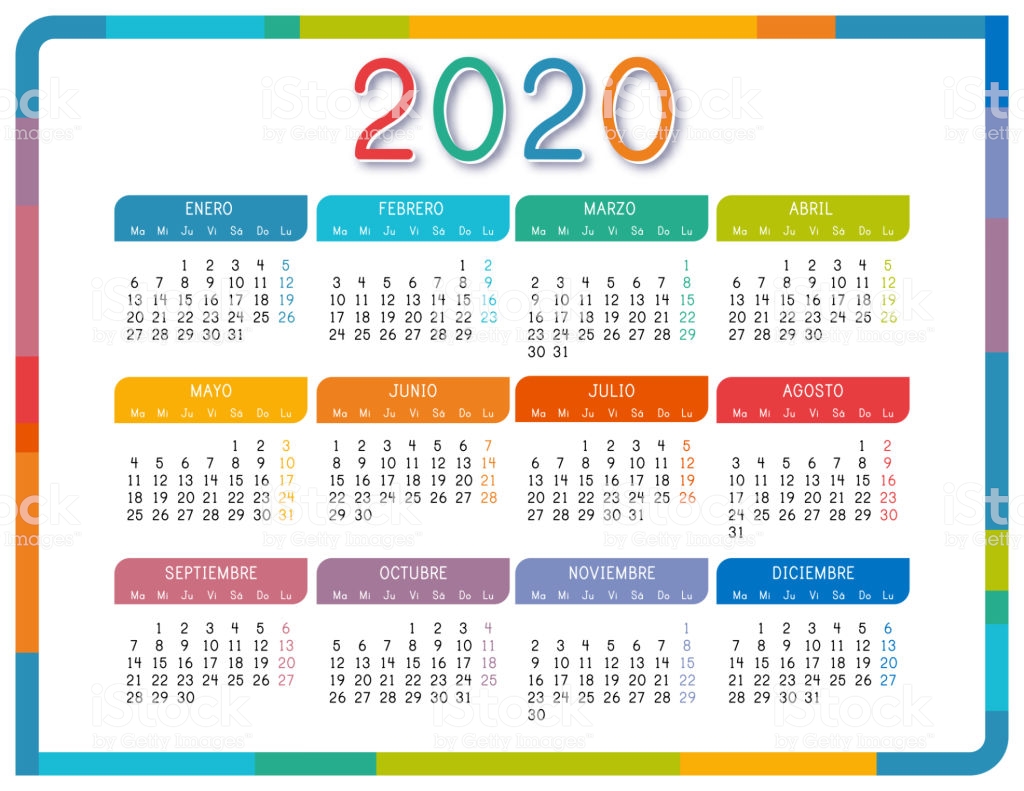 2020
ENERO FEBRERO MARZO ABRIL
Ma Mi Ju Vi Sá Do Lu Ma Mi Ju Vi Sá Do Lu Ma Mi Ju Vi Sá Do Lu Ma Mi Ju Vi Sá Do Lu
1 2 3 4 5 1 2 1 1 2 3 4 5
6 7 8 9 10 11 12 3 4 5 6 7 8 9 2 3 4 5 6 7 8 6 7 8 9 10 11 12
13 14 15 16 17 18 19 10 11 12 13 14 15 16 9 10 11 12 13 14 15 13 14 15 16 17 18 19
20 21 22 23 24 25 26 17 18 19 20 21 22 23 16 17 18 19 20 21 22 20 21 22 23 24 25 26
27 28 29 30 31 24 25 26 27 28 29 23 24 25 26 27 28 29 27 28 29 30
30 31
MAYO JUNIO JULIO AGOSTO
Ma Mi Ju Vi Sá Do Lu Ma Mi Ju Vi Sá Do Lu Ma Mi Ju Vi Sá Do Lu Ma Mi Ju Vi Sá Do Lu
1 2 3 1 2 3 4 5 6 7 1 2 3 4 5 1 2
4 5 6 7 8 9 10 8 9 10 11 12 13 14 6 7 8 9 10 11 12 3 4 5 6 7 8 9
11 12 13 14 15 16 17 15 16 17 18 19 20 21 13 14 15 16 17 18 19 10 11 12 13 14 15 16
18 19 20 21 22 23 24 22 23 24 25 26 27 28 20 21 22 23 24 25 26 17 18 19 20 21 22 23
25 26 27 28 29 30 31 29 30 27 28 29 30 31 24 25 26 27 28 29 30
31
SEPTIEMBRE OCTUBRE NOVIEMBRE DICIEMBRE
Ma Mi Ju Vi Sá Do Lu Ma Mi Ju Vi Sá Do Lu Ma Mi Ju Vi Sá Do Lu Ma Mi Ju Vi Sá Do Lu
1 2 3 4 5 6 1 2 3 4 1 1 2 3 4 5 6
7 8 9 10 11 12 13 5 6 7 8 9 10 11 2 3 4 5 6 7 8 7 8 9 10 11 12 13
14 15 16 17 18 19 20 12 13 14 15 16 17 18 9 10 11 12 13 14 15 14 15 16 17 18 19 20
21 22 23 24 25 26 27 19 20 21 22 23 24 25 16 17 18 19 20 21 22 21 22 23 24 25 26 27
28 29 30 26 27 28 29 30 31 23 24 25 26 27 28 29 28 29 30 31
30
iStock
by Getty Images™